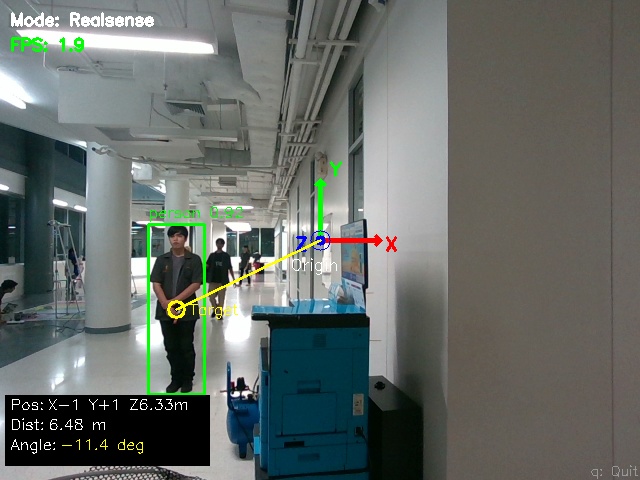 Mode: Realsense
FPS: 1.9
Y
person 0.92
Z
X
Origin
Target
Pos: X-1 Y+1 Z6.33m
Dist: 6.48 m
Angle: -11.4 deg
q: Quit